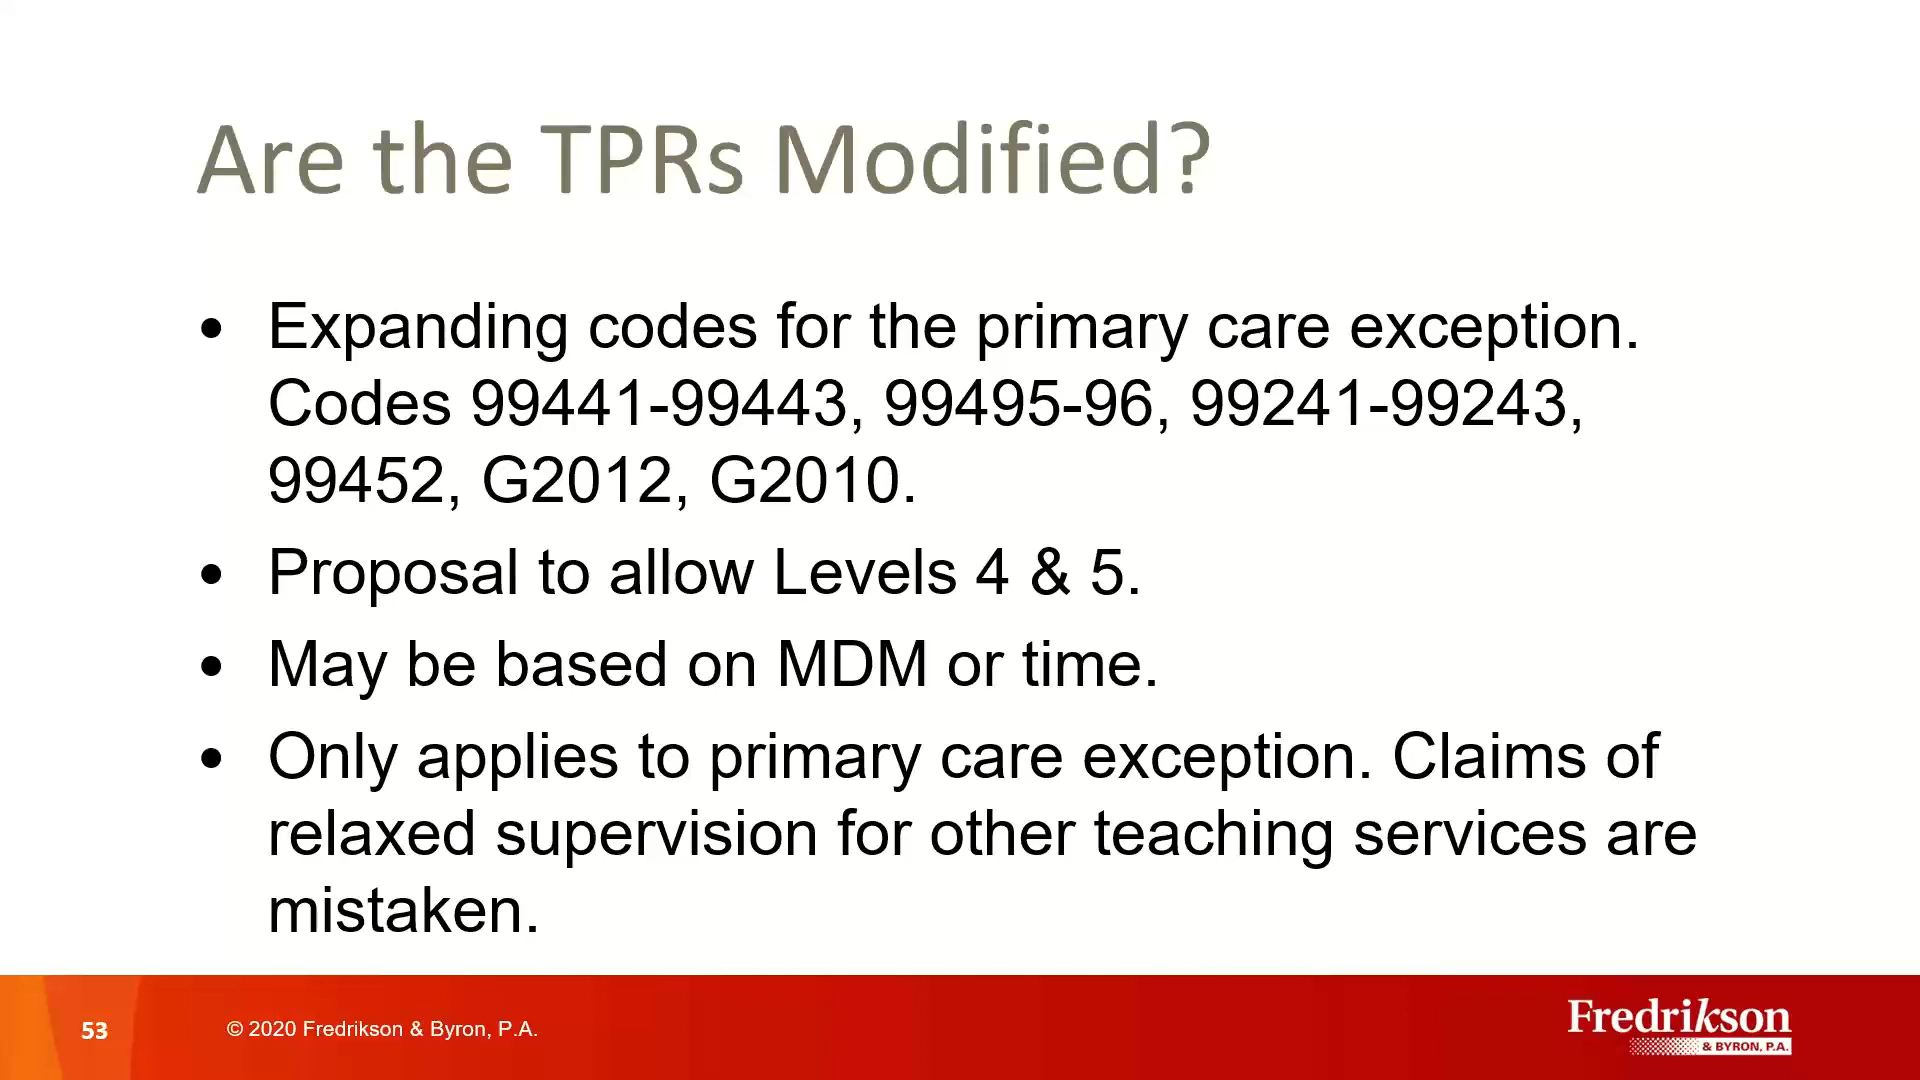 Are the TPRs Modified?
• Expanding codes for the primary care exception.
Codes 99441-99443, 99495-96, 99241-99243,
99452, G2012, G2010.
• Proposal to allow Levels 4 & 5.
• May be based on MDM or time.
• Only applies to primary care exception. Claims of
relaxed supervision for other teaching services are
mistaken.
53
© 2020 Fredrikson & Byron, P.A.
Fredrikson
& BYRON, P.A.